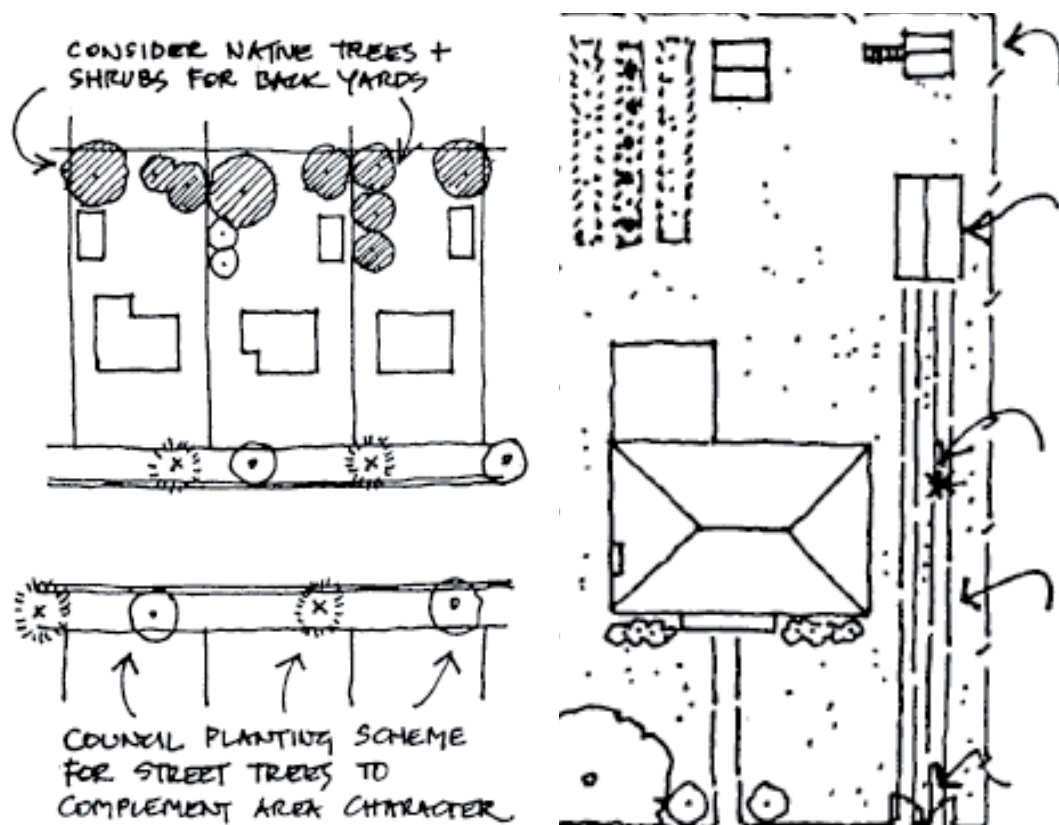 CONSIDER NATIVE TREES +
SHRUBS FOR BACK YARDS
COUNCIL PLANTING SCHEME
FOR STREET TREES TO
COMPLEMENT AREA CHARACTER